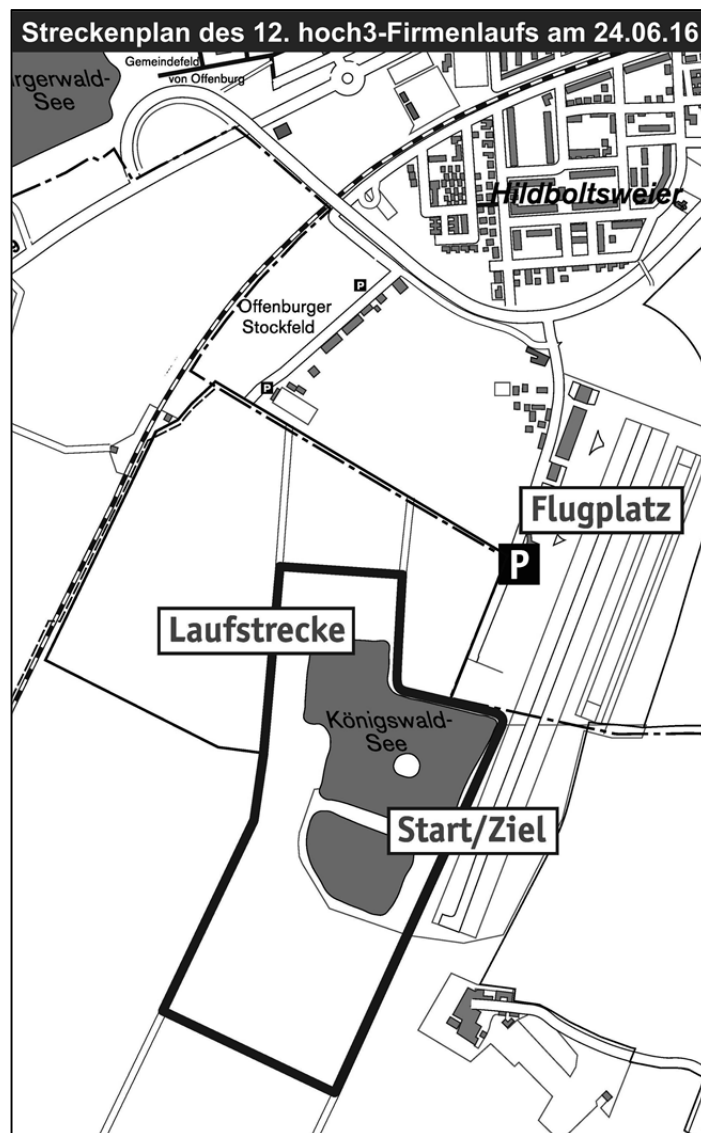 Streckenplan des 12. hoch3-Firmenlaufs am 24.06.16
Gemeindefeld
von Offenburg
rgerwald-
See
Hildboltsweier
P
Offenburger
Stockfeld
P
Flugplatz
P
Laufstrecke
Königswald-
See
Start/Ziel